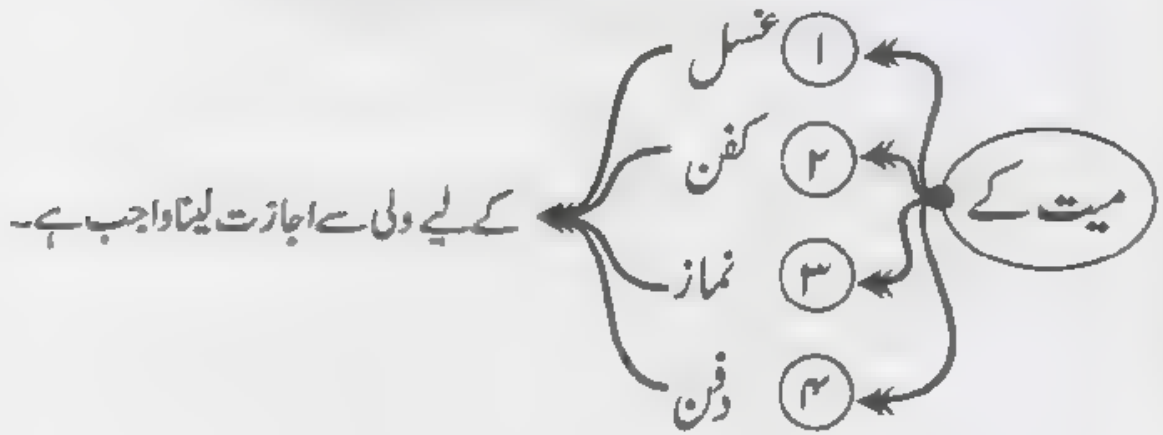 میت کے
۱ غسل
۲ کفن
۳ نماز
۴ دفن
کے لیے ولی سے اجازت لینا واجب ہے۔